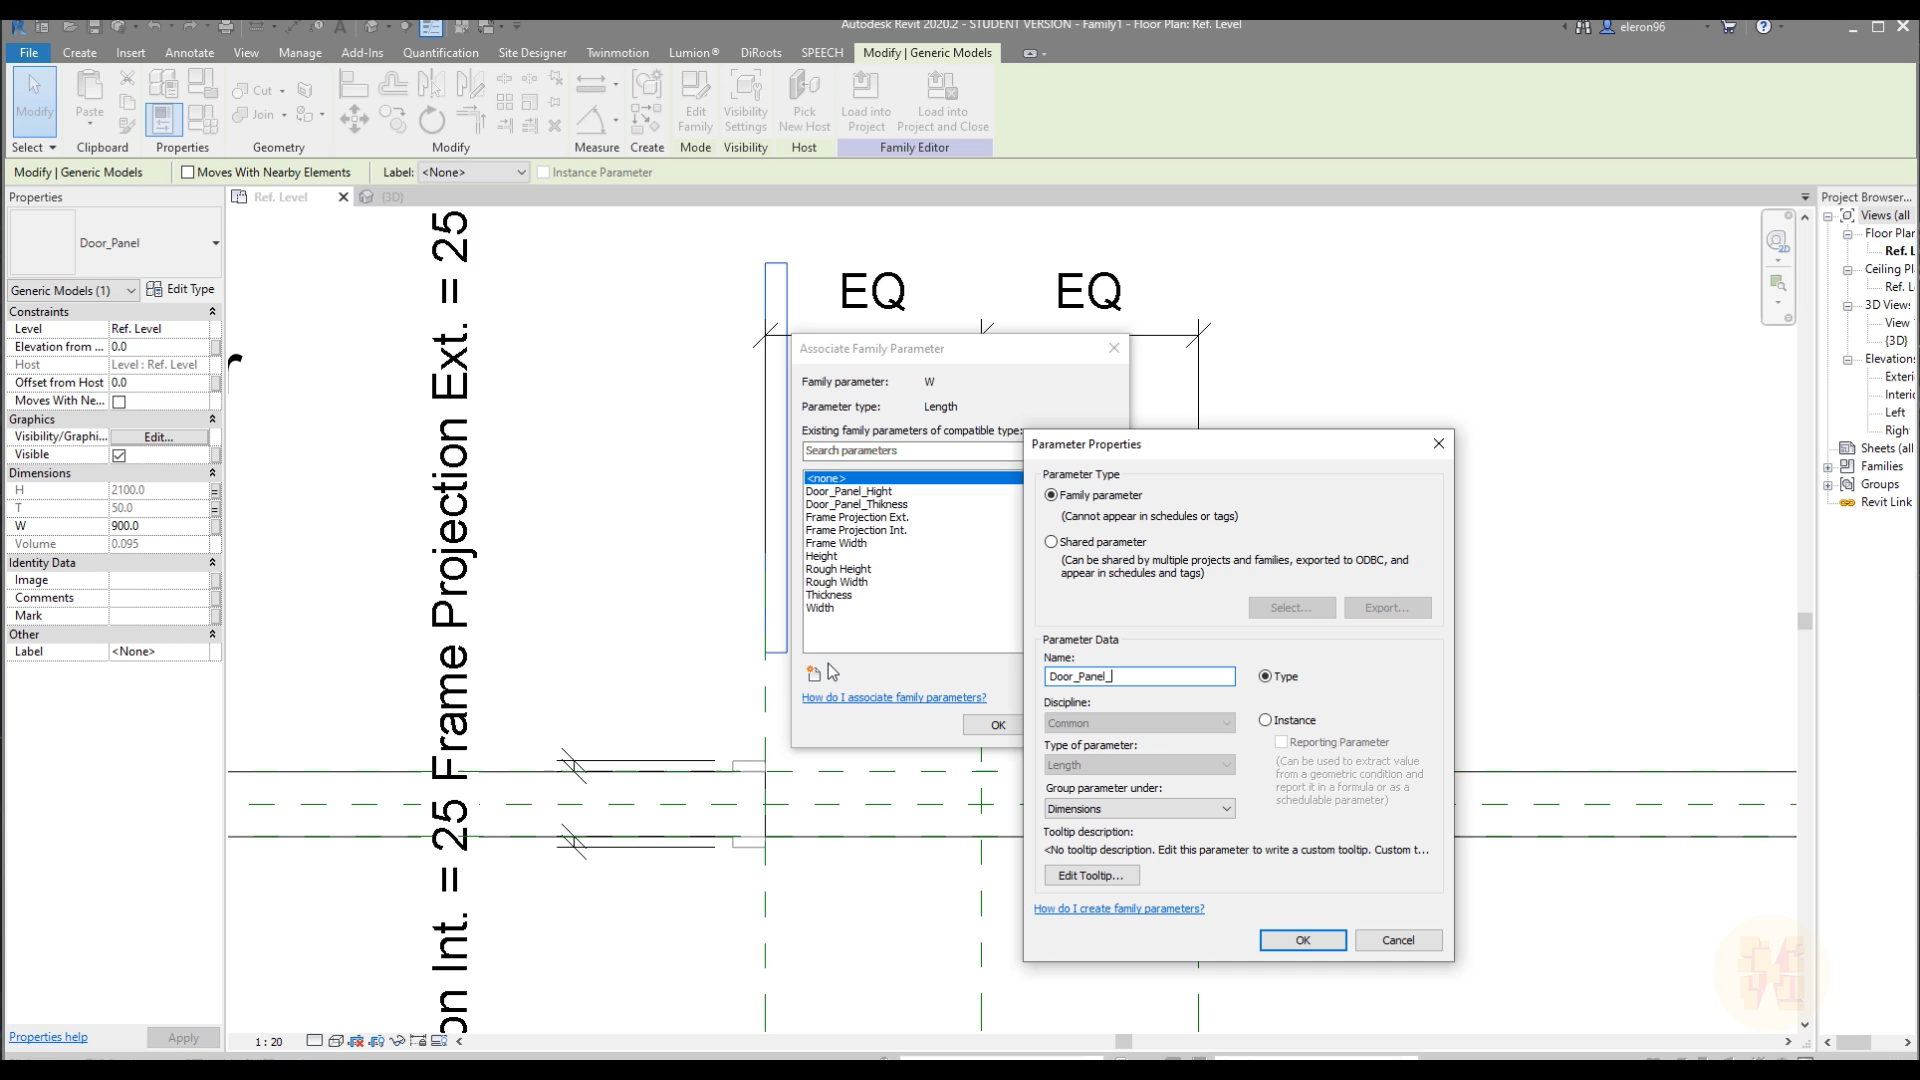 Autodesk Revit 2020.2 - STUDENT VERSION - Family1 - Floor Plan: Ref. Level
eleron96
File Create Insert Annotate View Manage Add-Ins Quantification Site Designer Twinmotion Lumion® DiRoots SPEECH Modify | Generic Models
Modify
Paste
Cut
Join
Edit Family
Visibility Settings
Pick New Host
Load into Project
Load into Project and Close
Select Clipboard Properties Geometry Modify Measure Create Mode Visibility Host Family Editor
Modify | Generic Models Moves With Nearby Elements Label: <None> Instance Parameter
Properties
Door_Panel
Generic Models (1) Edit Type
Constraints
Level Ref. Level
Elevation from ... 0.0
Host Level : Ref. Level
Offset from Host 0.0
Moves With Ne...
Graphics
Visibility/Graphi... Edit...
Visible
Dimensions
H 2100.0
T 50.0
W 900.0
Volume 0.095
Identity Data
Image
Comments
Mark
Other
Label <None>
Properties help Apply
Ref. Level {3D}
Frame Projection Ext. = 25
on Int. = 25
EQ EQ
Associate Family Parameter
Family parameter: W
Parameter type: Length
Existing family parameters of compatible type:
Search parameters
<none>
Door_Panel_Hight
Door_Panel_Thikness
Frame Projection Ext.
Frame Projection Int.
Frame Width
Height
Rough Height
Rough Width
Thickness
Width
How do I associate family parameters?
OK
Parameter Properties
Parameter Type
Family parameter
(Cannot appear in schedules or tags)
Shared parameter
(Can be shared by multiple projects and families, exported to ODBC, and
appear in schedules and tags)
Select... Export...
Parameter Data
Name:
Door_Panel_
Type
Discipline:
Common
Instance
Type of parameter:
Reporting Parameter
Length
(Can be used to extract value
from a geometric condition and
report it in a formula or as a
schedulable parameter)
Group parameter under:
Dimensions
Tooltip description:
<No tooltip description. Edit this parameter to write a custom tooltip. Custom t...
Edit Tooltip...
How do I create family parameters?
OK Cancel
2D
1 : 20
Project Browser...
Views (all
Floor Plan
Ref. L
Ceiling Pl
Ref. L
3D Views
View
{3D}
Elevations
Exteri
Interio
Left
Righ
Sheets (all
Families
Groups
Revit Link